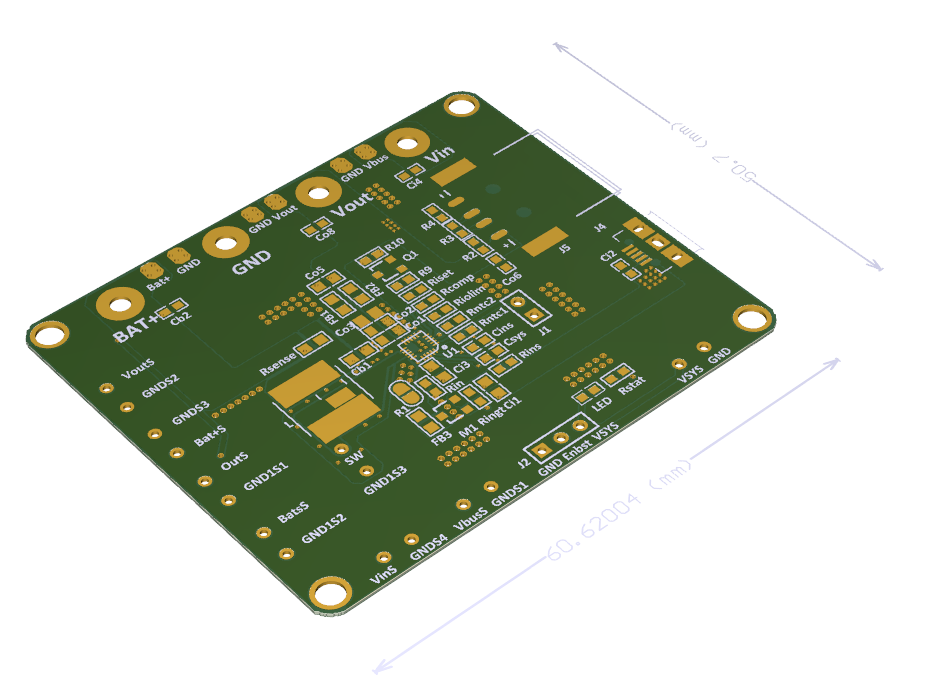 50.7 (mm)
Vin
GND Vbus
Ci4
Vout
GND Vout
Co8
GND
Bat+
GND
BAT+
Cb2
R4
R3
R2
+1
J5
J4
Ci2
R10
Q1
R9
Riset
Rcomp
Riolim
Rntc2
Rntc1
Co6
J1
Co5
FB2
FB1
Co3
Co2
Cins
Csys
Rins
U1
Ci3
Rin
Rsense
Cb1
L
R1
FB3
M1
Ringt
Ci1
LED
Rstat
VSYS
GND
J2
GND Enbst VSYS
VoutS
GNDS2
GNDS3
Bat+S
OutS
GND1S1
BatsS
GND1S2
SW
GND1S3
VinS
GNDS4
VbusS
GNDS1
60.62004 (mm)